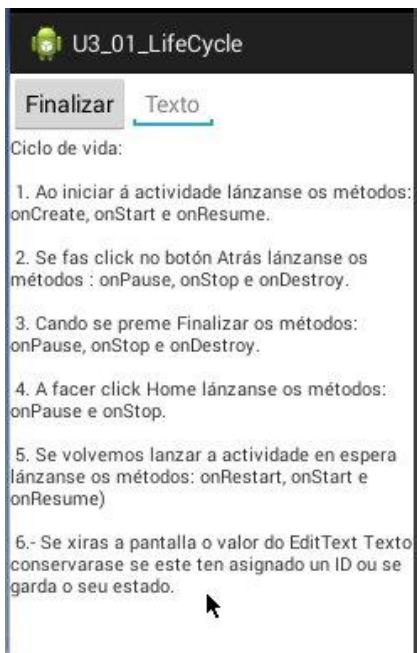 U3_01_LifeCycle
Finalizar Texto
Ciclo de vida:
1. Ao iniciar á actividade lánzanse os métodos:
onCreate, onStart e onResume.
2. Se fas click no botón Atrás lánzanse os
métodos : onPause, onStop e onDestroy.
3. Cando se preme Finalizar os métodos:
onPause, onStop e onDestroy.
4. A facer click Home lánzanse os métodos:
onPause e onStop.
5. Se volvemos lanzar a actividade en espera
lánzanse os métodos: onRestart, onStart e
onResume)
6.- Se xiras a pantalla o valor do EditText Texto
conservarase se este ten asignado un ID ou se
garda o seu estado.